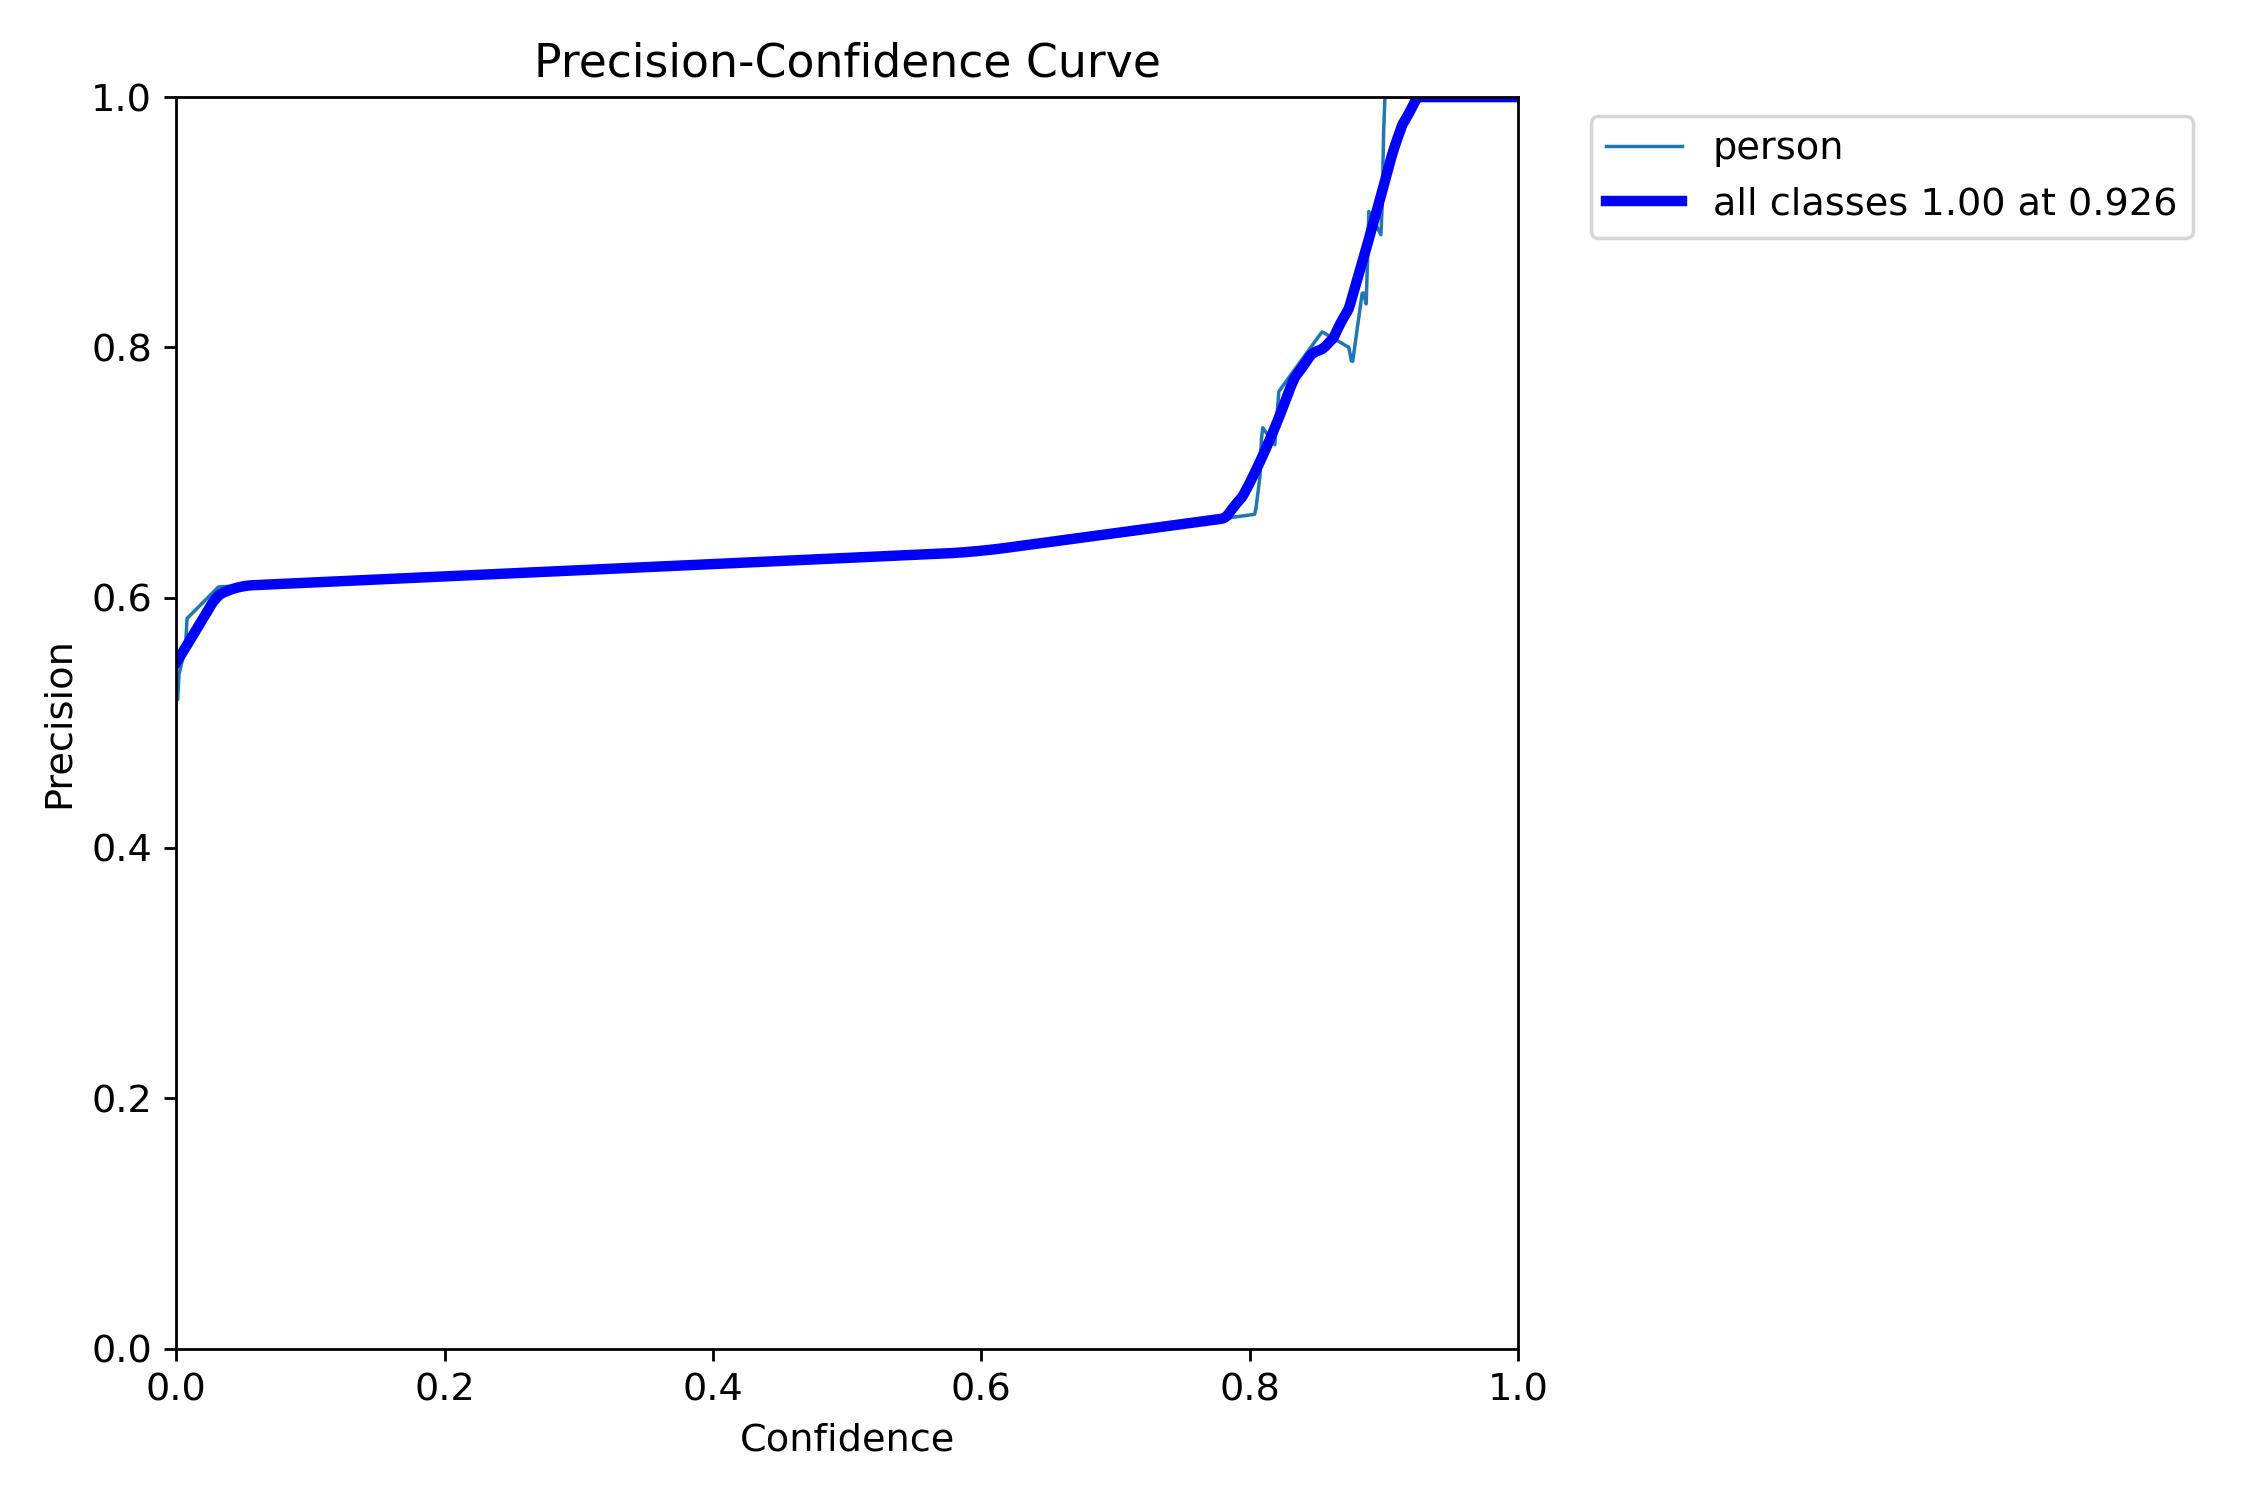 Precision-Confidence Curve
1.0
0.8
0.6
0.4
0.2
0.0
Precision
0.0 0.2 0.4 0.6 0.8 1.0
Confidence
person
all classes 1.00 at 0.926